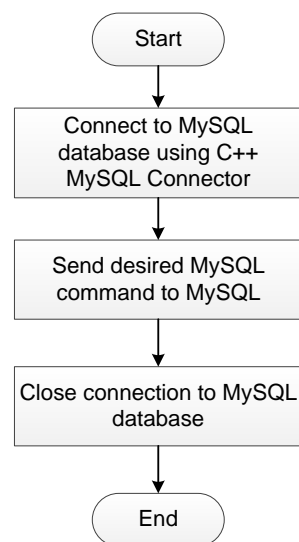 Start
Connect to MySQL
database using C++
MySQL Connector
Send desired MySQL
command to MySQL
Close connection to MySQL
database
End